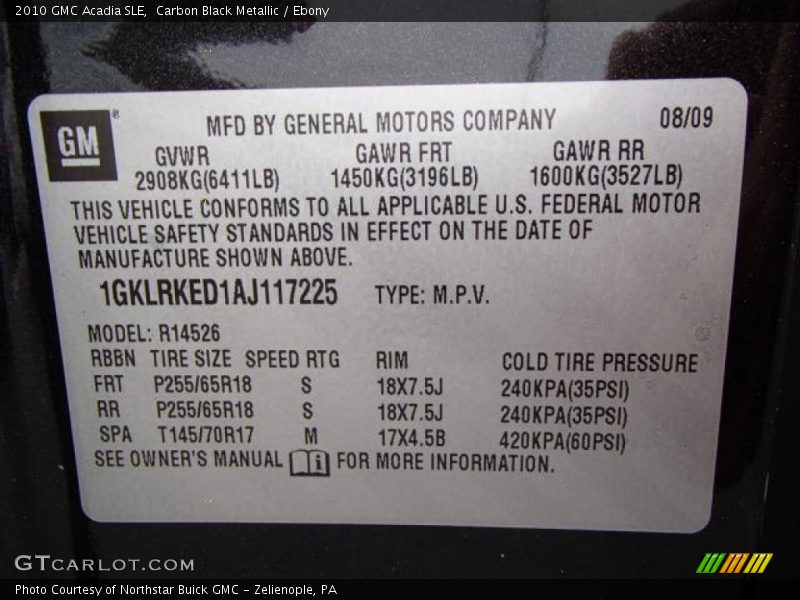 2010 GMC Acadia SLE,  Carbon Black Metallic / Ebony
GM®
MFD BY GENERAL MOTORS COMPANY 08/09
GVWR GAWR FRT GAWR RR
2908KG(6411LB) 1450KG(3196LB) 1600KG(3527LB)
THIS VEHICLE CONFORMS TO ALL APPLICABLE U.S. FEDERAL MOTOR
VEHICLE SAFETY STANDARDS IN EFFECT ON THE DATE OF
MANUFACTURE SHOWN ABOVE.
1GKLRKED1AJ117225 TYPE: M.P.V.
MODEL: R14526
RBBN TIRE SIZE SPEED RTG RIM COLD TIRE PRESSURE
FRT P255/65R18 S 18X7.5J 240KPA(35PSI)
RR P255/65R18 S 18X7.5J 240KPA(35PSI)
SPA T145/70R17 M 17X4.5B 420KPA(60PSI)
SEE OWNER'S MANUAL i FOR MORE INFORMATION.
GTCARLOT.COM
Photo Courtesy of Northstar Buick GMC - Zelienople, PA